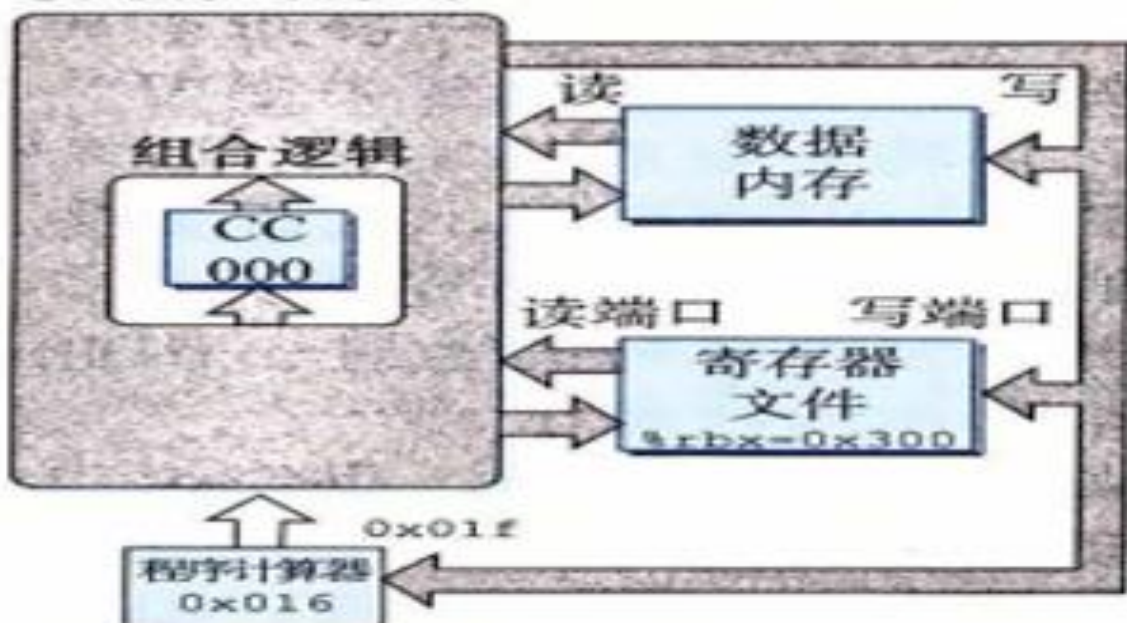 读
写
数据
内存
组合逻辑
CC
000
读端口
写端口
寄存器
文件
%rbx=0x300
0x01f
程序计算器
0x016